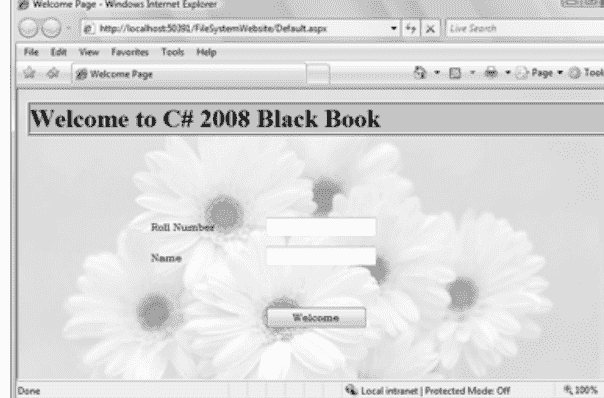 Welcome Page - Windows Internet Explorer
http://localhost:50391/FileSystemWebsite/Default.aspx
Live Search
File Edit View Favorites Tools Help
Welcome Page
Page
Tool
Welcome to C# 2008 Black Book
Roll Number
Name
Welcome
Done
Local intranet | Protected Mode: Off
100%